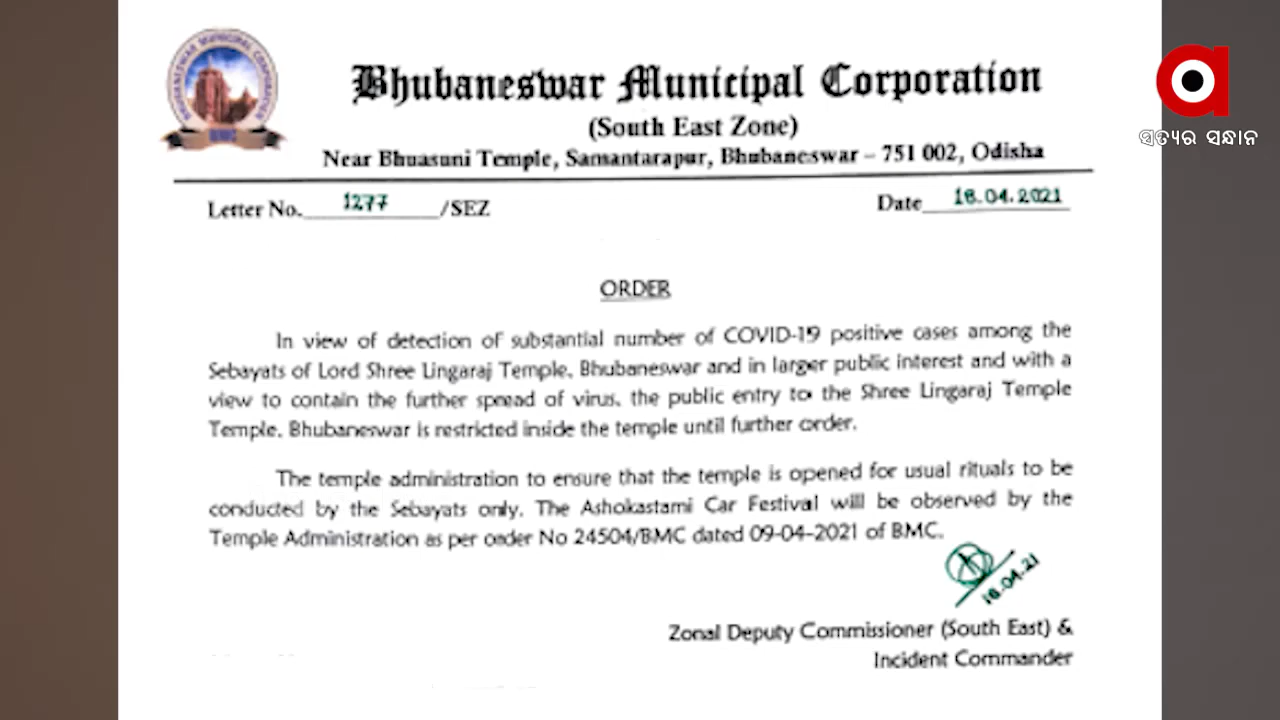 Bhubaneswar Municipal Corporation
(South East Zone)
Near Bhuasuni Temple, Samantarapur, Bhubaneswar – 751 002, Odisha
ସତ୍ୟର ସନ୍ଧାନ
Letter No. 1277 /SEZ
Date 18.04.2021
ORDER
In view of detection of substantial number of COVID-19 positive cases among the
Sebayats of Lord Shree Lingaraj Temple, Bhubaneswar and in larger public interest and with a
view to contain the further spread of virus, the public entry to the Shree Lingaraj Temple
Temple, Bhubaneswar is restricted inside the temple until further order.
The temple administration to ensure that the temple is opened for usual rituals to be
conducted by the Sebayats only. The Ashokastami Car Festival will be observed by the
Temple Administration as per order No 24504/BMC dated 09-04-2021 of BMC.
18.04.21
Zonal Deputy Commissioner (South East) &
Incident Commander